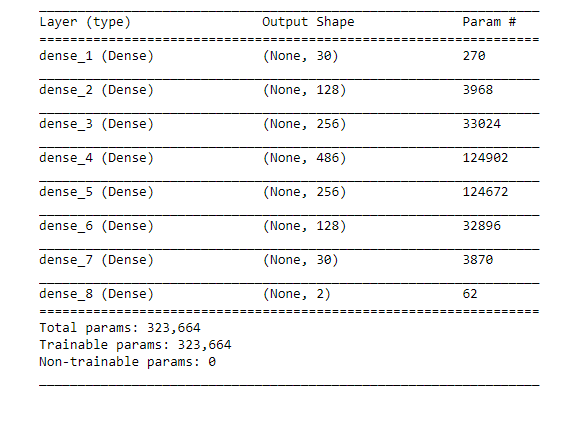 Layer (type) Output Shape Param #
dense_1 (Dense) (None, 30) 270
dense_2 (Dense) (None, 128) 3968
dense_3 (Dense) (None, 256) 33024
dense_4 (Dense) (None, 486) 124902
dense_5 (Dense) (None, 256) 124672
dense_6 (Dense) (None, 128) 32896
dense_7 (Dense) (None, 30) 3870
dense_8 (Dense) (None, 2) 62
Total params: 323,664
Trainable params: 323,664
Non-trainable params: 0